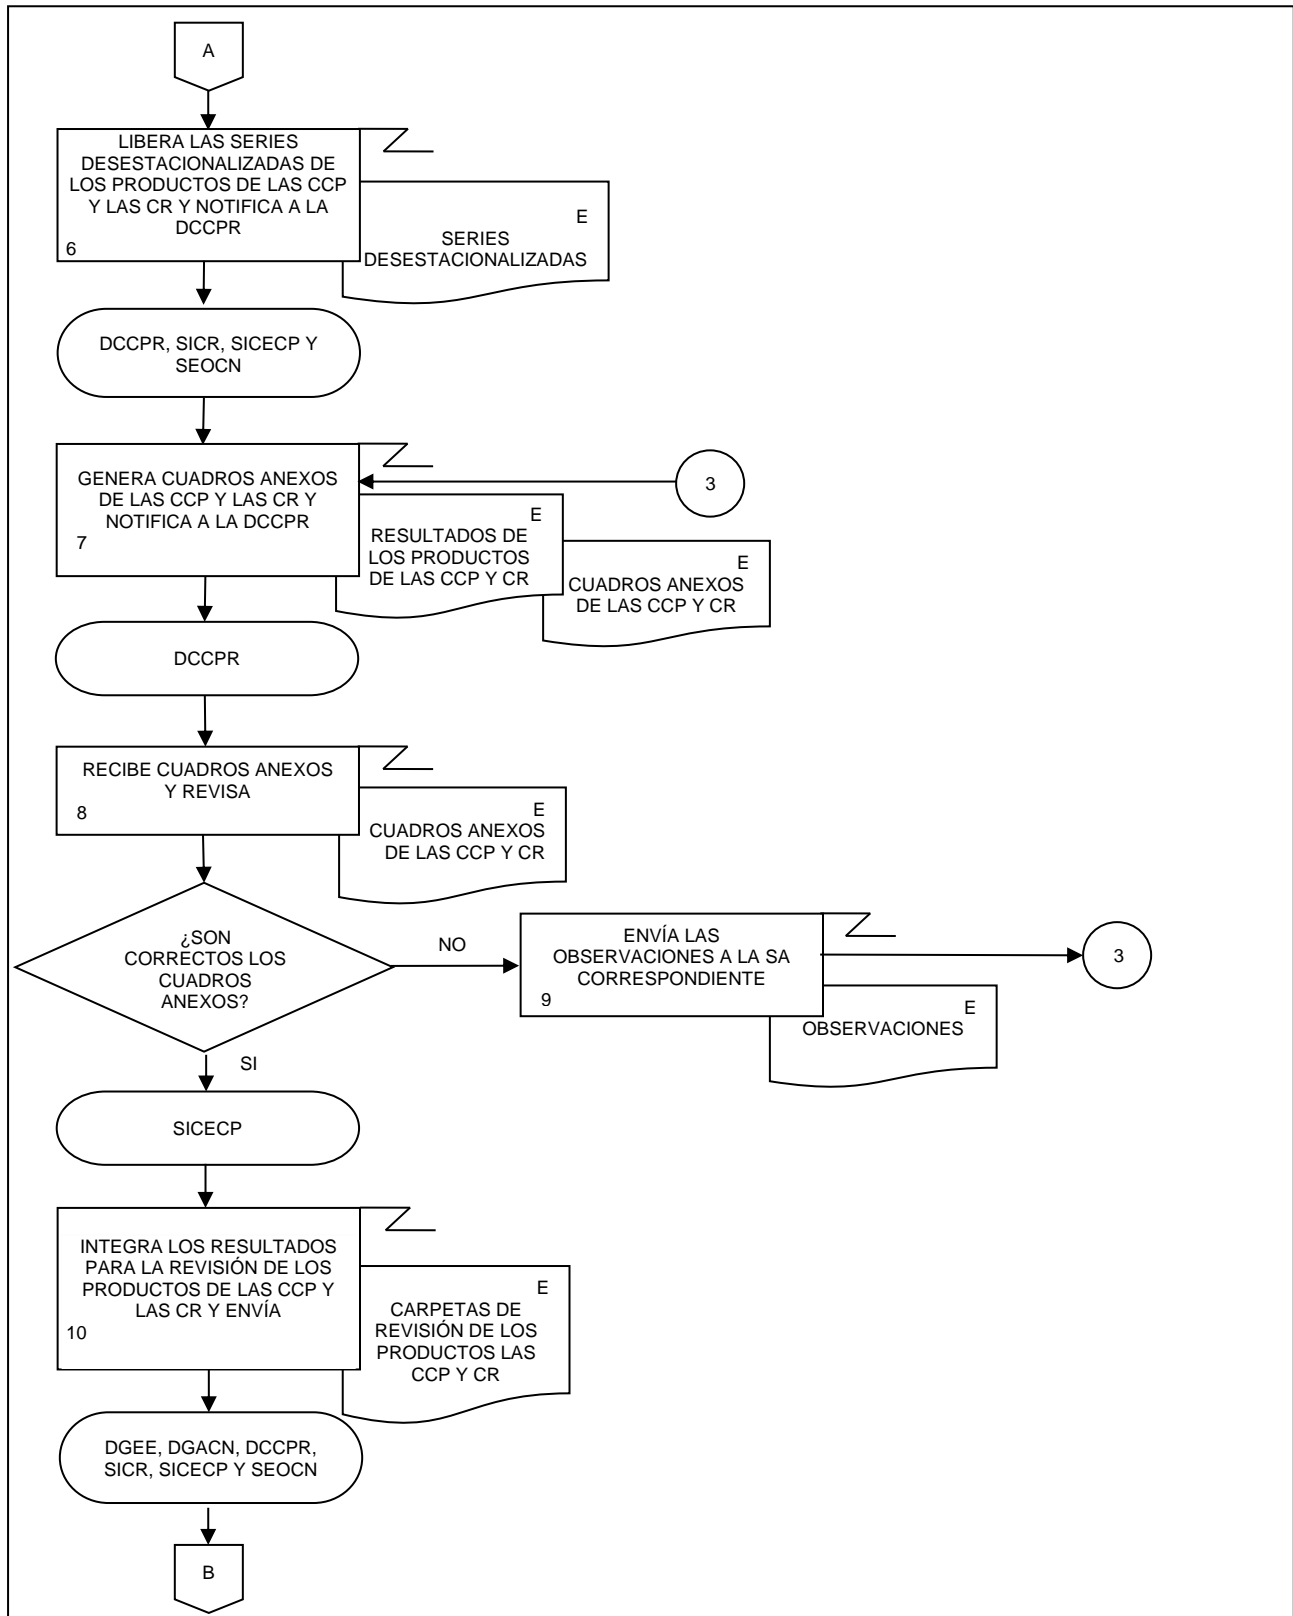 A
LIBERA LAS SERIES
DESESTACIONALIZADAS DE
LOS PRODUCTOS DE LAS CCP
Y LAS CR Y NOTIFICA A LA
DCCPR
6
E
SERIES
DESESTACIONALIZADAS
DCCPR, SICR, SICECP Y
SEOCN
GENERA CUADROS ANEXOS
DE LAS CCP Y LAS CR Y
NOTIFICA A LA DCCPR
7
3
E
RESULTADOS DE
LOS PRODUCTOS
DE LAS CCP Y CR
E
CUADROS ANEXOS
DE LAS CCP Y CR
DCCPR
RECIBE CUADROS ANEXOS
Y REVISA
8
E
CUADROS ANEXOS
DE LAS CCP Y CR
¿SON
CORRECTOS LOS
CUADROS
ANEXOS?
NO
ENVÍA LAS
OBSERVACIONES A LA SA
CORRESPONDIENTE
9
3
E
OBSERVACIONES
SI
SICECP
INTEGRA LOS RESULTADOS
PARA LA REVISIÓN DE LOS
PRODUCTOS DE LAS CCP Y
LAS CR Y ENVÍA
10
E
CARPETAS DE
REVISIÓN DE LOS
PRODUCTOS LAS
CCP Y CR
DGEE, DGACN, DCCPR,
SICR, SICECP Y SEOCN
B